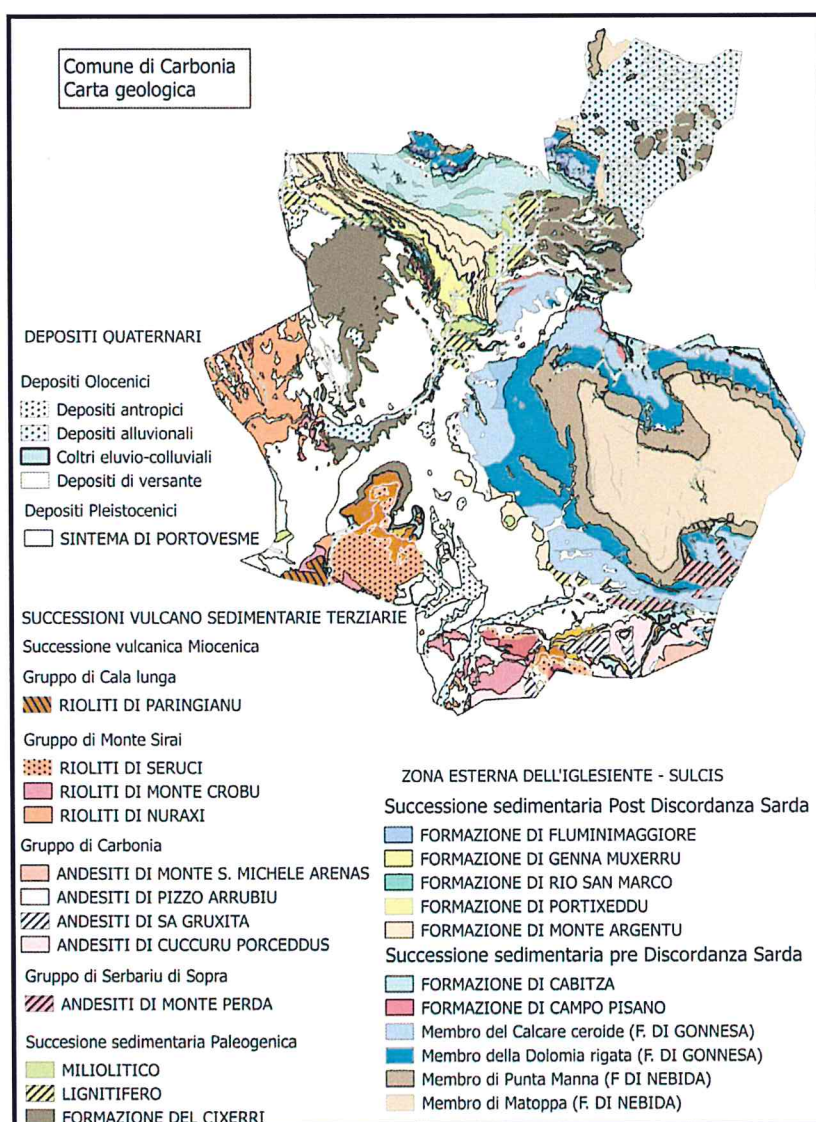 Comune di Carbonia
Carta geologica
DEPOSITI QUATERNARI
Depositi Olocenici
Depositi antropici
Depositi alluvionali
Coltri eluvio-colluviali
Depositi di versante
Depositi Pleistocenici
SINTEMA DI PORTOVESME
SUCCESSIONI VULCANO SEDIMENTARIE TERZIARIE
Successione vulcanica Miocenica
Gruppo di Cala lunga
RIOLITI DI PARINGIANU
Gruppo di Monte Sirai
RIOLITI DI SERUCI
RIOLITI DI MONTE CROBU
RIOLITI DI NURAXI
Gruppo di Carbonia
ANDESITI DI MONTE S. MICHELE ARENAS
ANDESITI DI PIZZO ARRUBIU
ANDESITI DI SA GRUXITA
ANDESITI DI CUCCURU PORCEDDUS
Gruppo di Serbariu di Sopra
ANDESITI DI MONTE PERDA
Succesione sedimentaria Paleogenica
MILIOLITICO
LIGNITIFERO
FORMAZIONE DEL CIXERRI
ZONA ESTERNA DELL'IGLESIENTE - SULCIS
Successione sedimentaria Post Discordanza Sarda
FORMAZIONE DI FLUMINIMAGGIORE
FORMAZIONE DI GENNA MUXERRU
FORMAZIONE DI RIO SAN MARCO
FORMAZIONE DI PORTIXEDDU
FORMAZIONE DI MONTE ARGENTU
Successione sedimentaria pre Discordanza Sarda
FORMAZIONE DI CABITZA
FORMAZIONE DI CAMPO PISANO
Membro del Calcare ceroide (F. DI GONNESA)
Membro della Dolomia rigata (F. DI GONNESA)
Membro di Punta Manna (F DI NEBIDA)
Membro di Matoppa (F. DI NEBIDA)